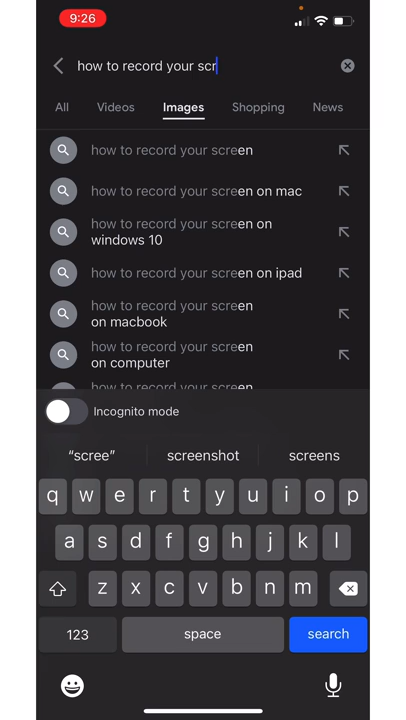 9:26
how to record your scr
All Videos Images Shopping News
how to record your screen
how to record your screen on mac
how to record your screen on
windows 10
how to record your screen on ipad
how to record your screen
on macbook
how to record your screen
on computer
how to record your screen
Incognito mode
“scree” screenshot screens
q w e r t y u i o p
a s d f g h j k l
z x c v b n m
123 space search